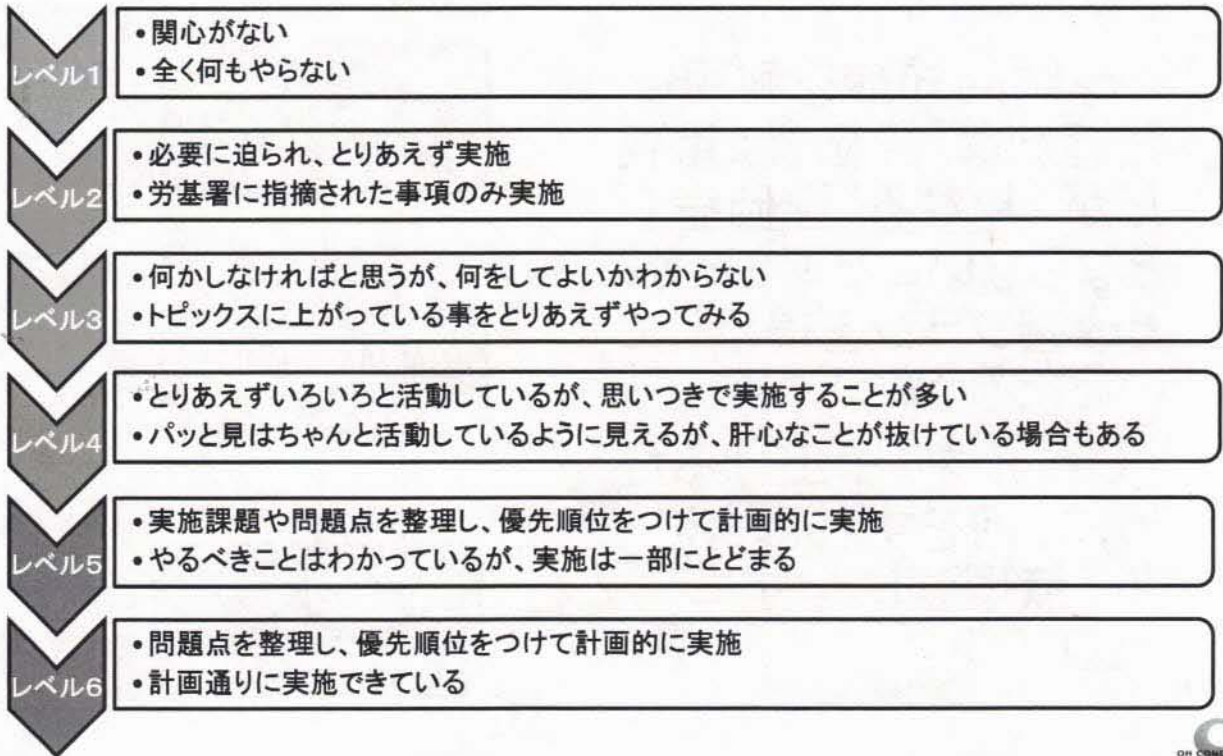 レベル1
•関心がない
•全く何もやらない
レベル2
•必要に迫られ、とりあえず実施
•労基署に指摘された事項のみ実施
レベル3
•何かしなければと思うが、何をしてよいかわからない
•トピックスに上がっている事をとりあえずやってみる
レベル4
•とりあえずいろいろと活動しているが、思いつきで実施することが多い
•パッと見はちゃんと活動しているように見えるが、肝心なことが抜けている場合もある
レベル5
•実施課題や問題点を整理し、優先順位をつけて計画的に実施
•やるべきことはわかっているが、実施は一部にとどまる
レベル6
•問題点を整理し、優先順位をつけて計画的に実施
•計画通りに実施できている